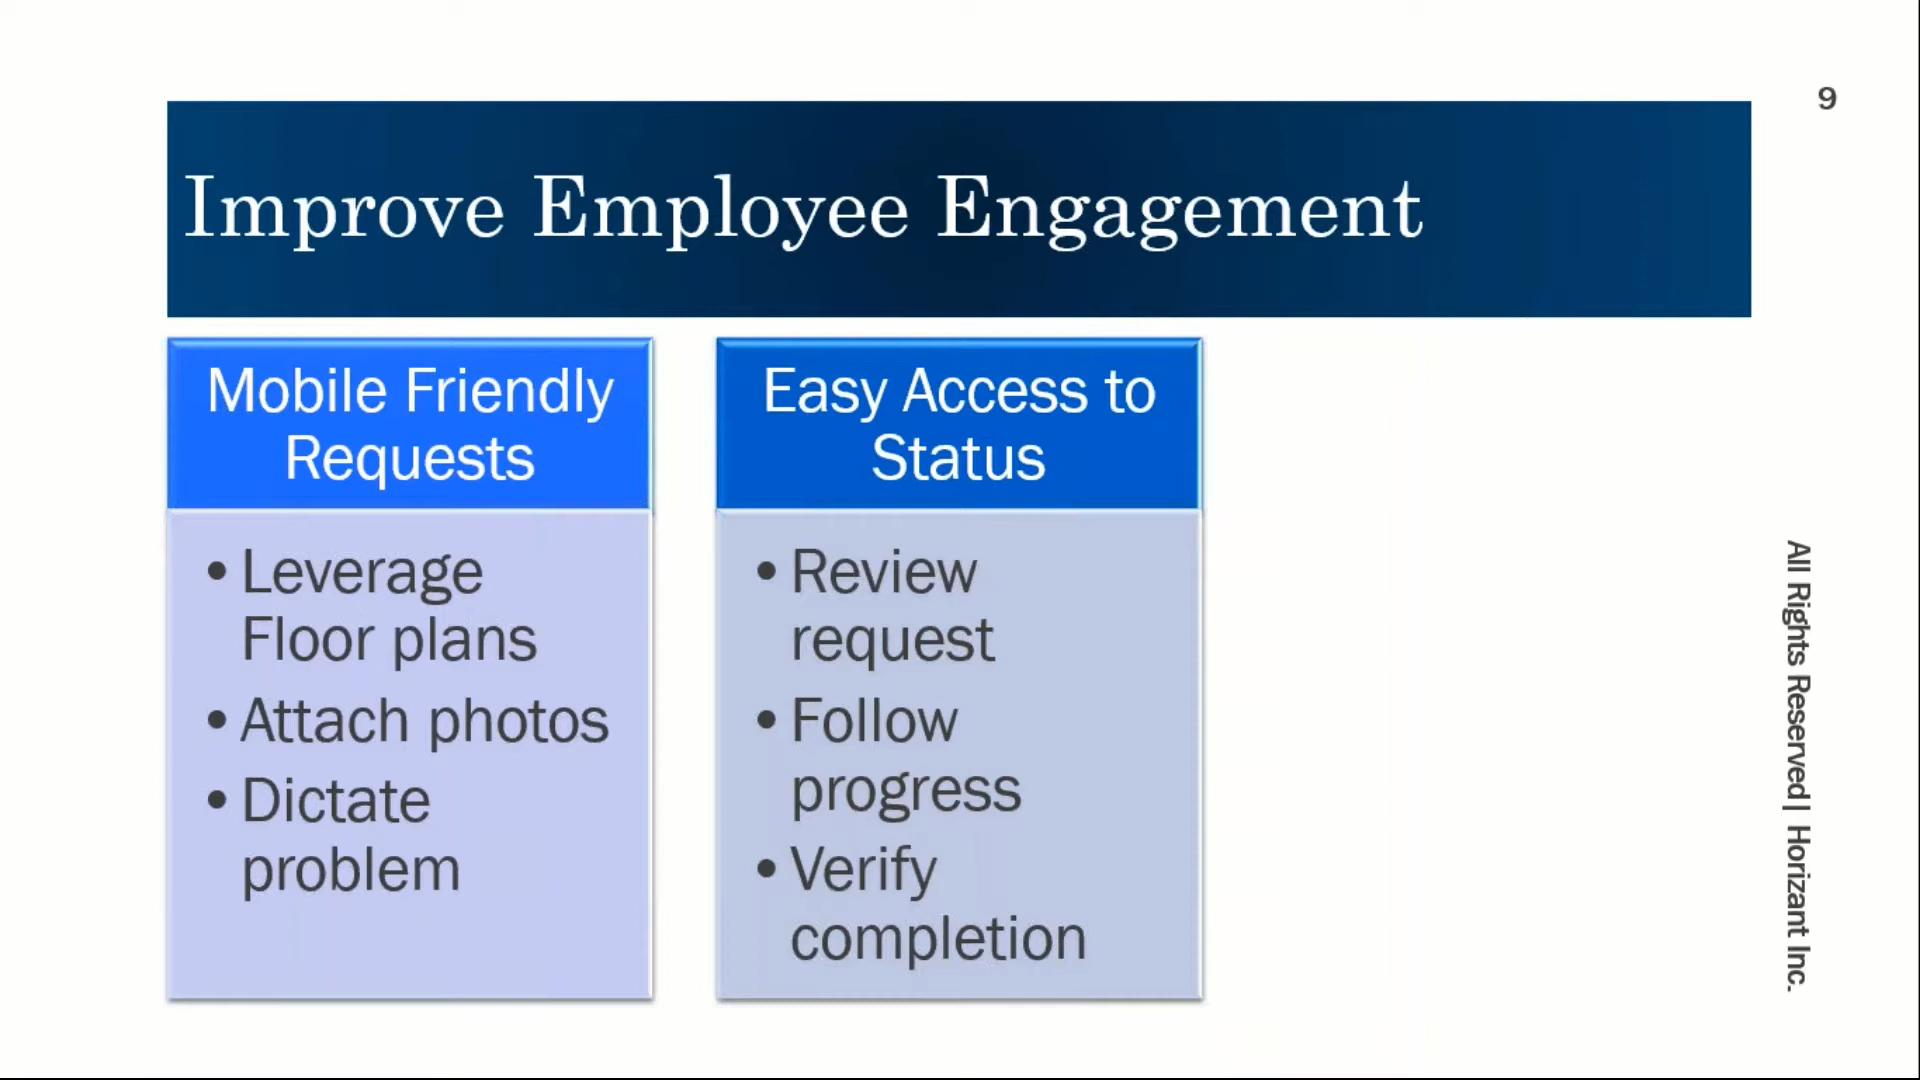 9
Improve Employee Engagement
Mobile Friendly
Requests
• Leverage
Floor plans
• Attach photos
• Dictate
problem
Easy Access to
Status
• Review
request
• Follow
progress
• Verify
completion
All Rights Reserved| Horizant Inc.